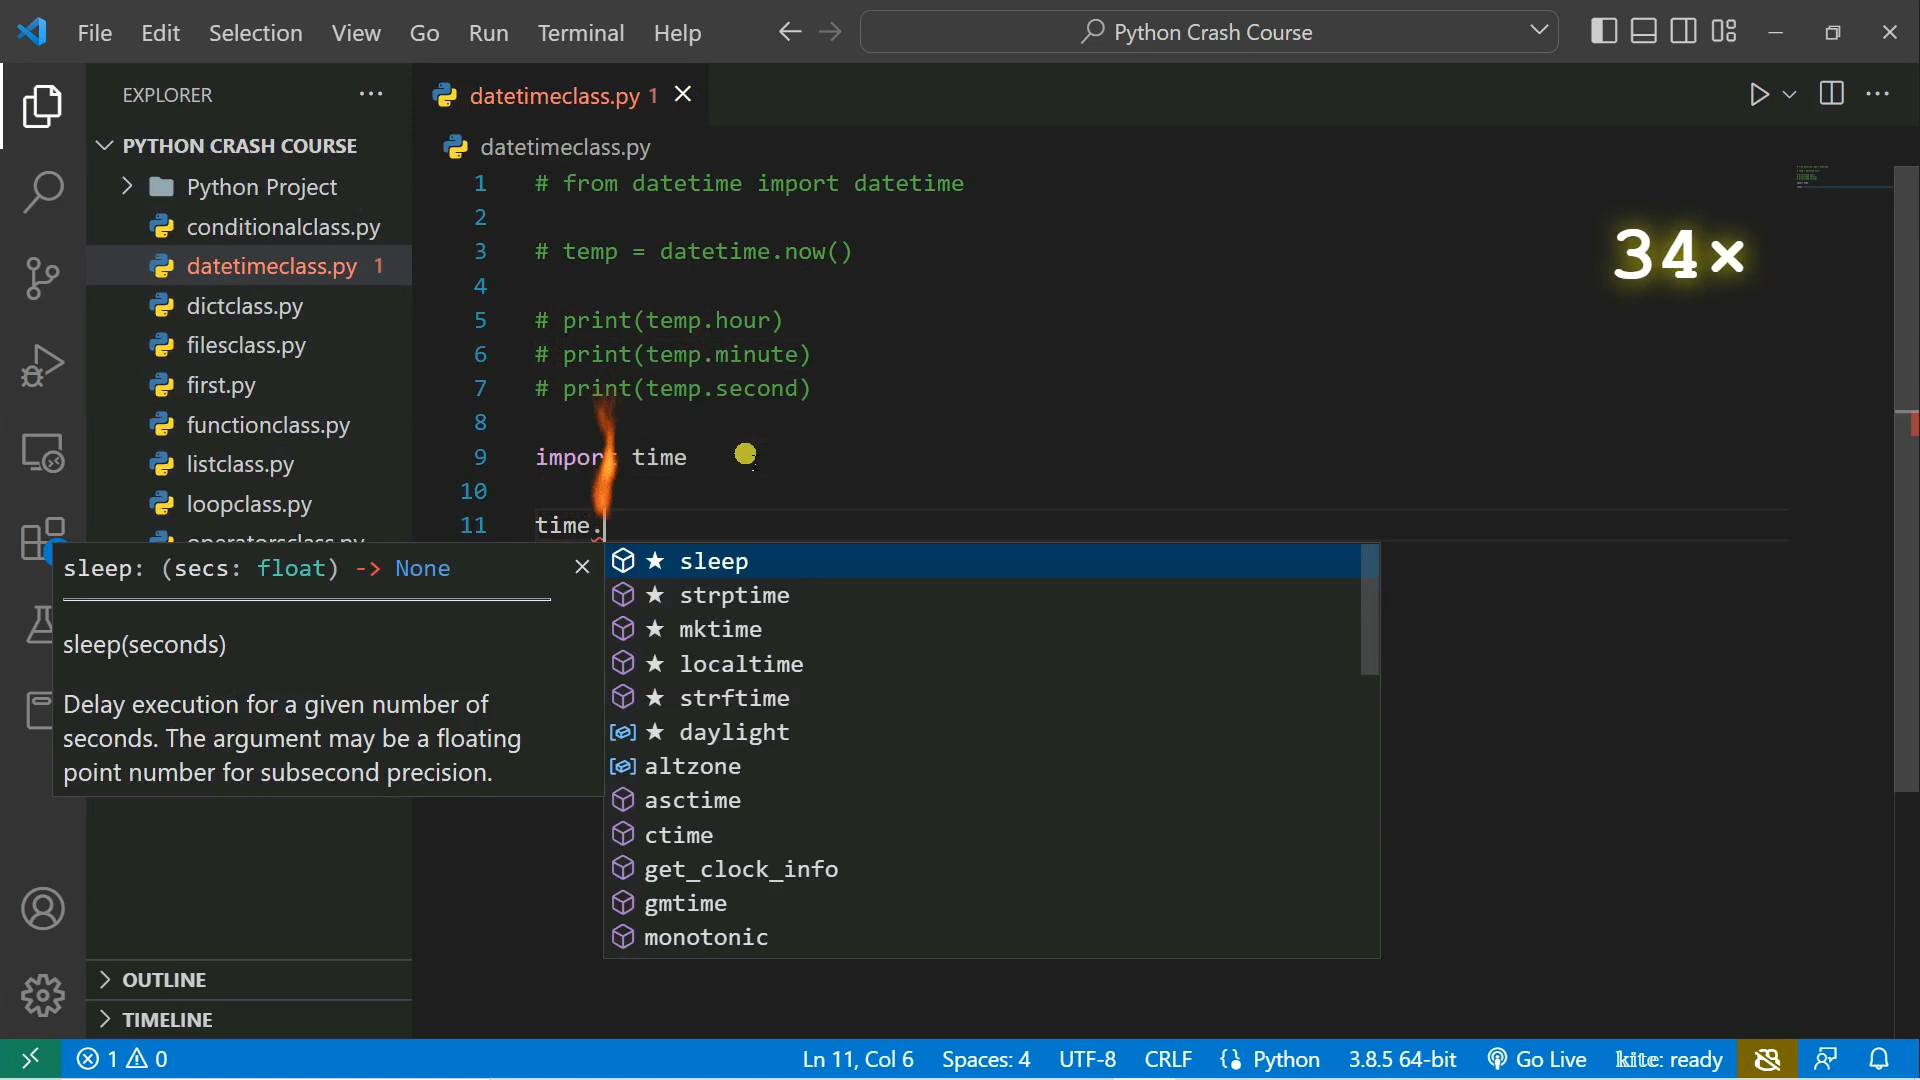 File Edit Selection View Go Run Terminal Help
Python Crash Course
EXPLORER
PYTHON CRASH COURSE
Python Project
conditionalclass.py
datetimeclass.py 1
dictclass.py
filesclass.py
first.py
functionclass.py
listclass.py
loopclass.py
operatorsclass.py
OUTLINE
TIMELINE
datetimeclass.py 1
datetimeclass.py
1 # from datetime import datetime
2
3 # temp = datetime.now()
4
5 # print(temp.hour)
6 # print(temp.minute)
7 # print(temp.second)
8
9 import time
10
11 time.
34×
sleep: (secs: float) -> None
sleep(seconds)
Delay execution for a given number of
seconds. The argument may be a floating
point number for subsecond precision.
★ sleep
★ strptime
★ mktime
★ localtime
★ strftime
★ daylight
altzone
asctime
ctime
get_clock_info
gmtime
monotonic
1 0
Ln 11, Col 6 Spaces: 4 UTF-8 CRLF Python 3.8.5 64-bit Go Live kite: ready